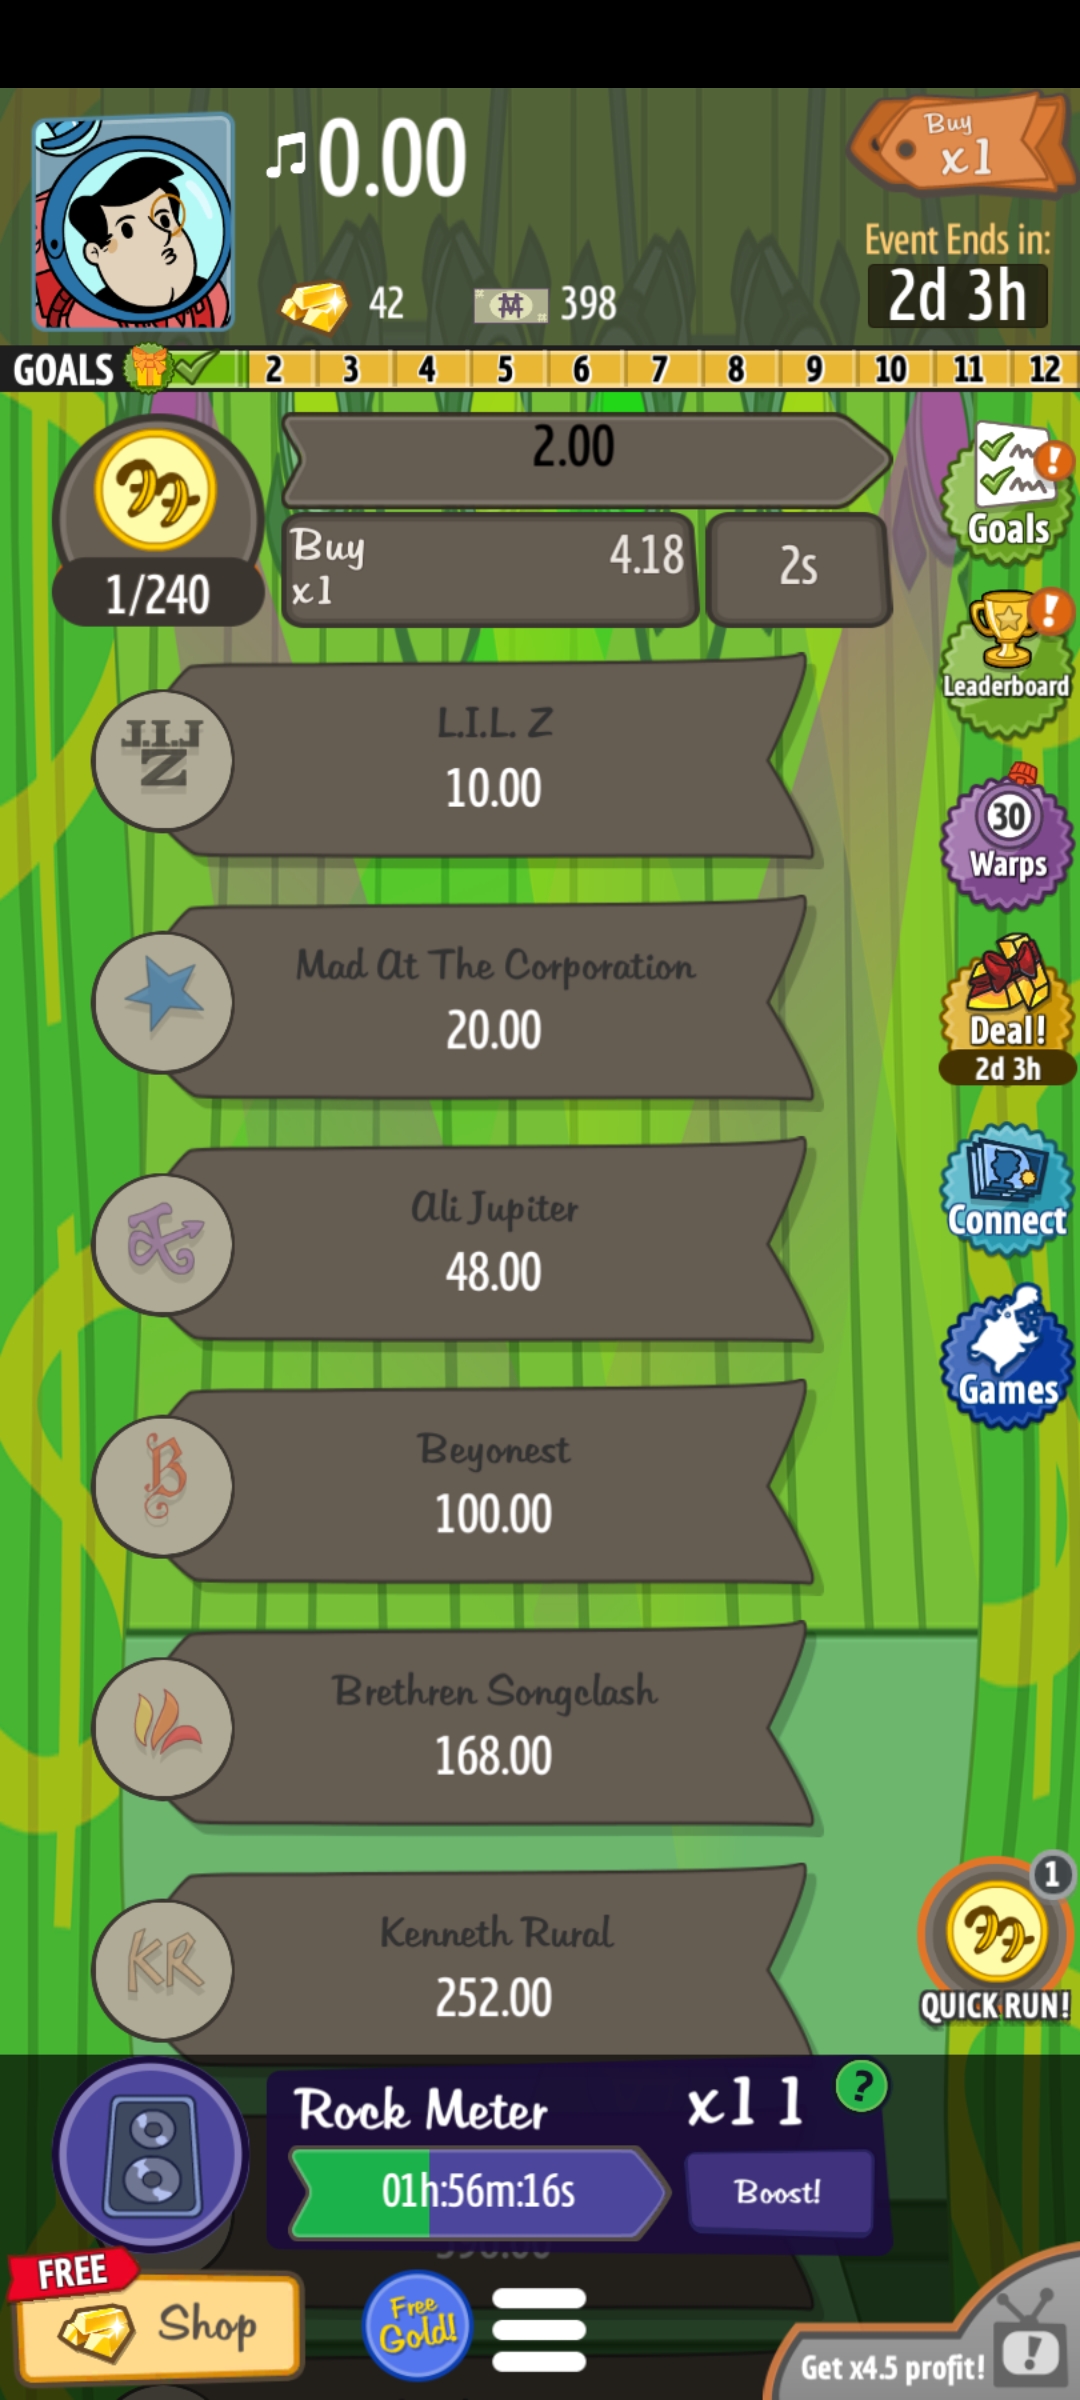 0.00
Buy
x1
Event Ends in:
2d 3h
42
398
GOALS 2 3 4 5 6 7 8 9 10 11 12
2.00
1/240
Buy
x1
4.18
2s
Goals
Leaderboard
L.I.L.
Z
L.I.L. Z
10.00
30
Warps
Mad At The Corporation
20.00
Deal!
2d 3h
Ali Jupiter
48.00
Connect
Games
B
Beyonest
100.00
Brethren Songclash
168.00
KR
Kenneth Rural
252.00
1
QUICK RUN!
Rock Meter
x11
?
01h:56m:16s
Boost!
FREE
Shop
Free
Gold!
Get x4.5 profit!